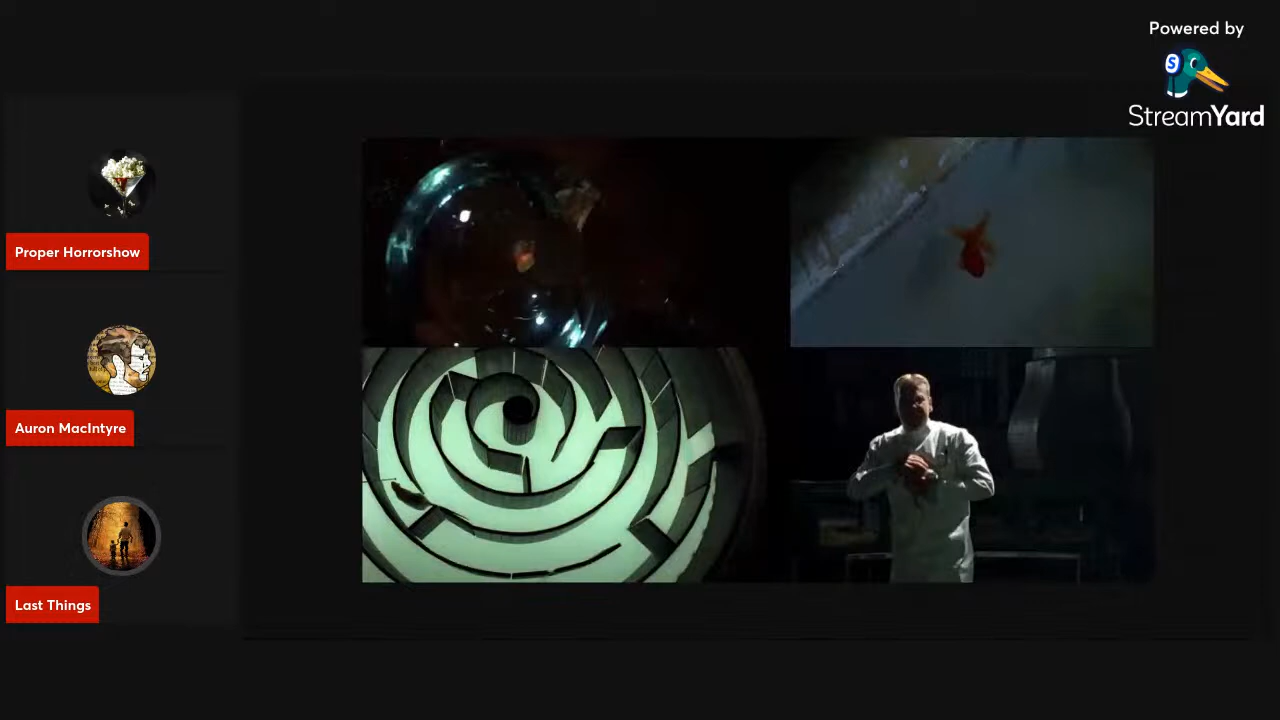 Powered by
S
StreamYard
Proper Horrorshow
Auron MacIntyre
Last Things